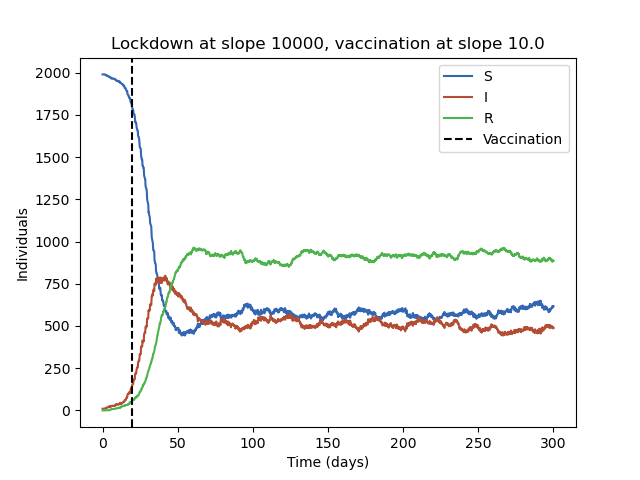 Lockdown at slope 10000, vaccination at slope 10.0
S
I
R
Vaccination
Individuals
2000
1750
1500
1250
1000
750
500
250
0
0 50 100 150 200 250 300
Time (days)